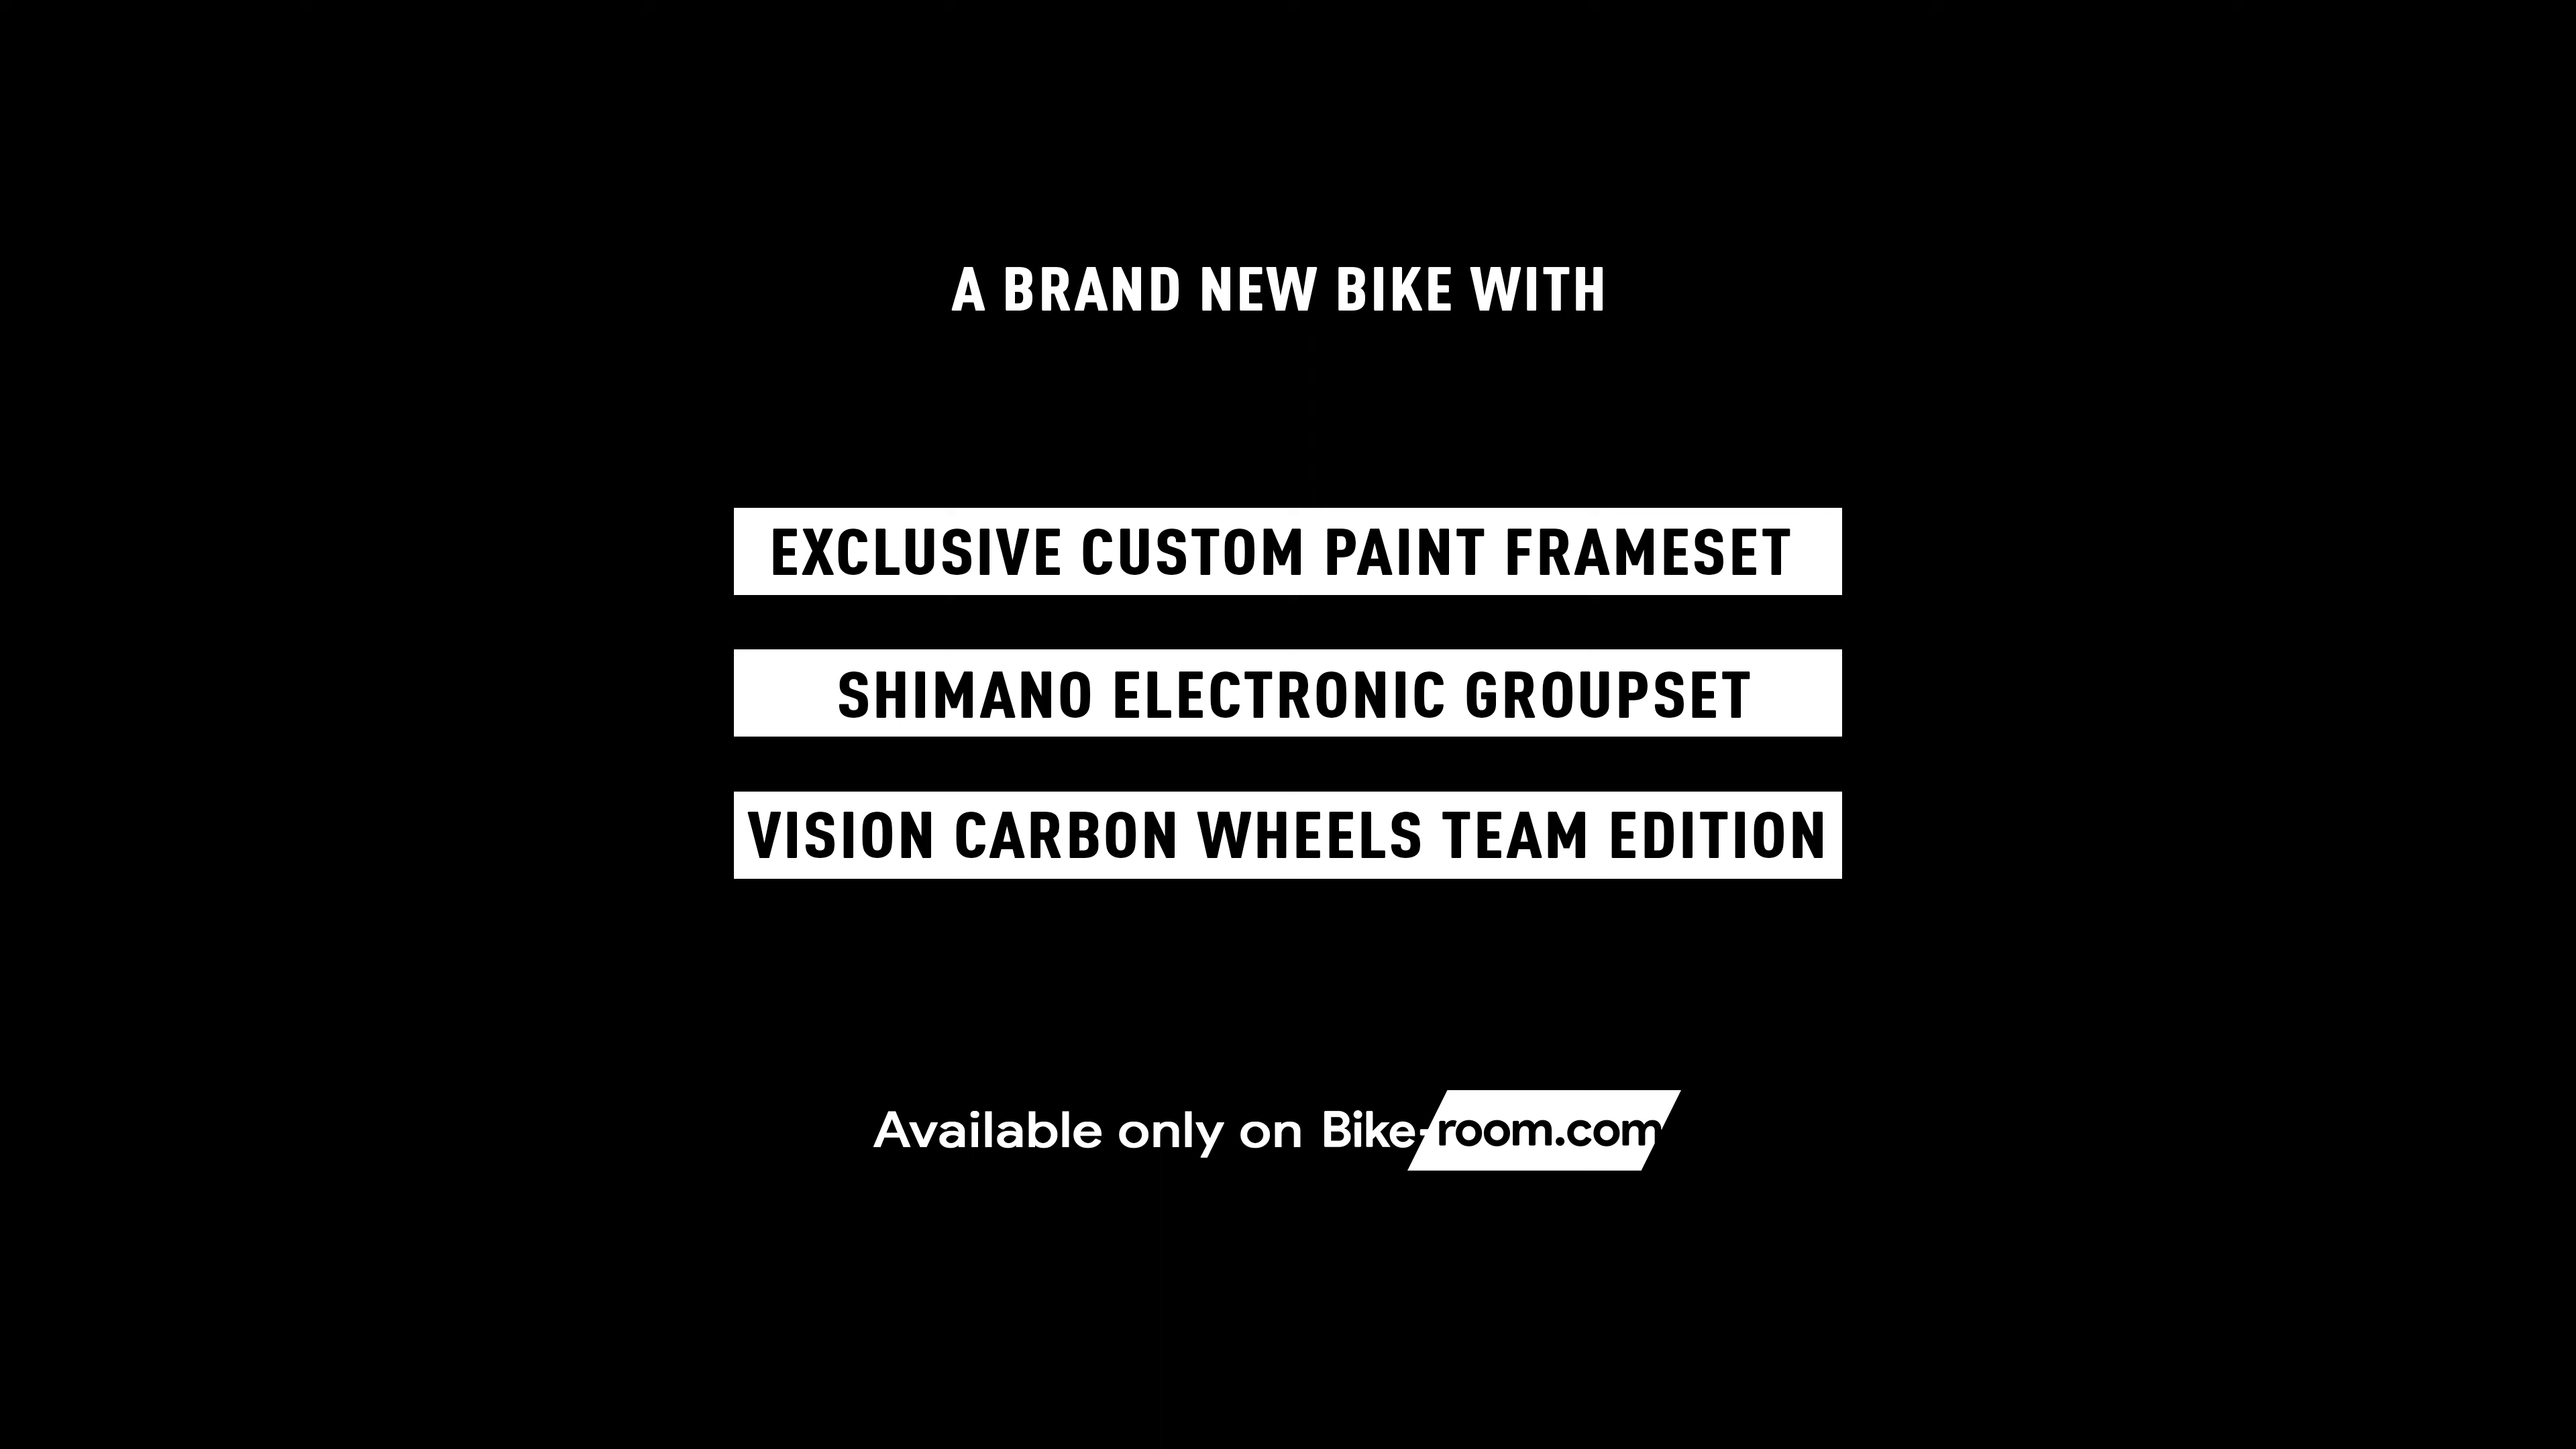 A BRAND NEW BIKE WITH
EXCLUSIVE CUSTOM PAINT FRAMESET
SHIMANO ELECTRONIC GROUPSET
VISION CARBON WHEELS TEAM EDITION
Available only on Bike-room.com